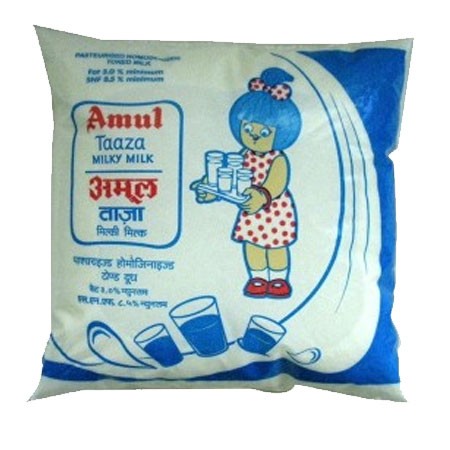 PASTEURISED HOMOGENISED
TONED MILK
Fat 3.0 % minimum
SNF 8.5 % minimum
Amul
Taaza
MILKY MILK
अमूल
ताज़ा
मिल्की मिल्क
पाश्चराइज्ड होमोजिनाइज्ड
टोण्ड दूध
फैट ३.०% न्यूनतम
एस.एन.एफ. ८.५% न्यूनतम